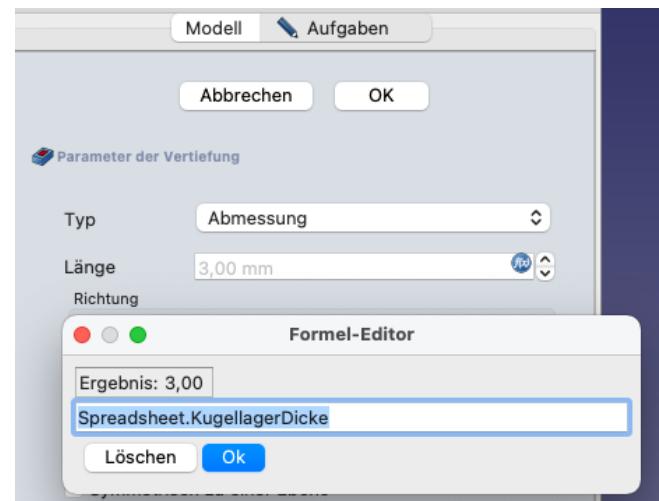 Modell Aufgaben
Abbrechen OK
Parameter der Vertiefung
Typ Abmessung
Länge 3,00 mm f(x)
Richtung
Formel-Editor
Ergebnis: 3,00
Spreadsheet.KugellagerDicke
Löschen Ok